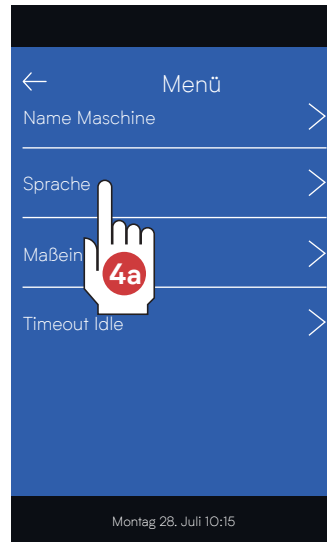 Menü
Name Maschine
Sprache
Maßein
4a
Timeout Idle
Montag 28. Juli 10:15